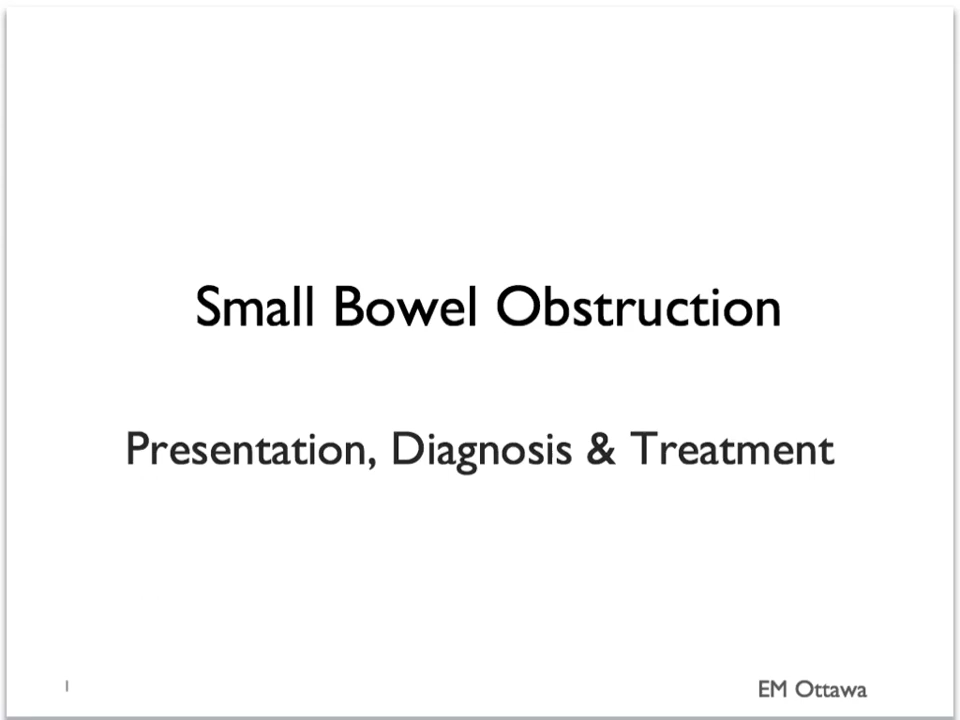 Small Bowel Obstruction
Presentation, Diagnosis & Treatment
1
EM Ottawa